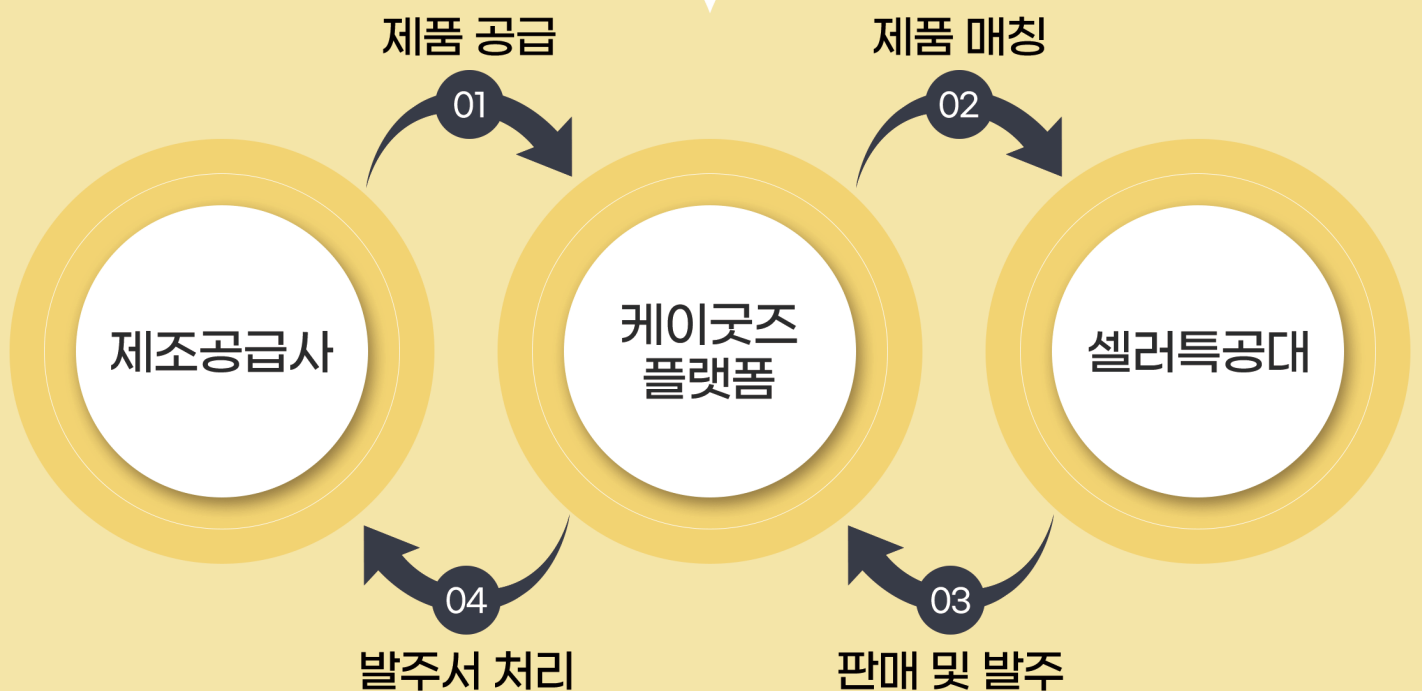 제품 공급
제품 매칭
01
02
제조공급사
케이굿즈
플랫폼
셀러특공대
04
03
발주서 처리
판매 및 발주